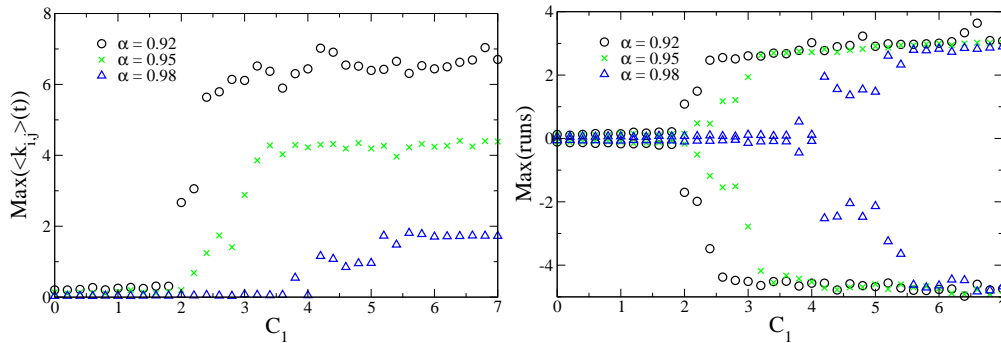 Max(<k_{i,j}>(t))
8
6
4
2
0
α = 0.92
α = 0.95
α = 0.98
0 1 2 3 4 5 6 7
C_1
Max(runs)
4
2
0
-2
-4
α = 0.92
α = 0.95
α = 0.98
0 1 2 3 4 5 6 7
C_1